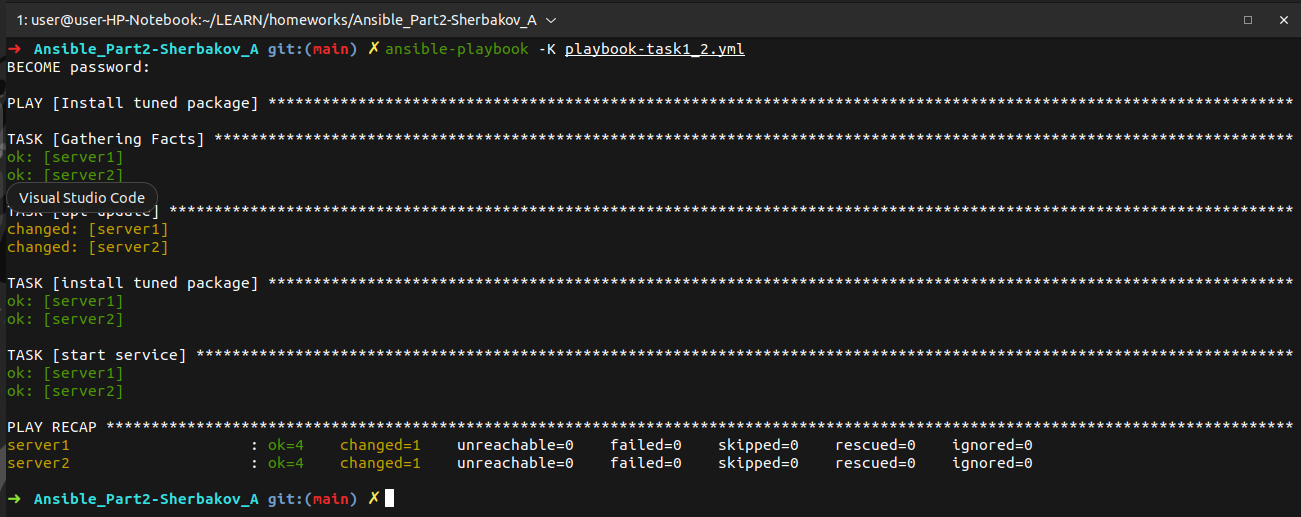 1: user@user-HP-Notebook:~/LEARN/homeworks/Ansible_Part2-Sherbakov_A
➜ Ansible_Part2-Sherbakov_A git:(main) ✗ ansible-playbook -K playbook-task1_2.yml
BECOME password:
PLAY [Install tuned package] ******************************************************************************************************************
TASK [Gathering Facts] ************************************************************************************************************************
ok: [server1]
ok: [server2]
Visual Studio Code
TASK [apt update] *****************************************************************************************************************************
changed: [server1]
changed: [server2]
TASK [install tuned package] ******************************************************************************************************************
ok: [server1]
ok: [server2]
TASK [start service] **************************************************************************************************************************
ok: [server1]
ok: [server2]
PLAY RECAP ************************************************************************************************************************************
server1 : ok=4 changed=1 unreachable=0 failed=0 skipped=0 rescued=0 ignored=0
server2 : ok=4 changed=1 unreachable=0 failed=0 skipped=0 rescued=0 ignored=0
➜ Ansible_Part2-Sherbakov_A git:(main) ✗